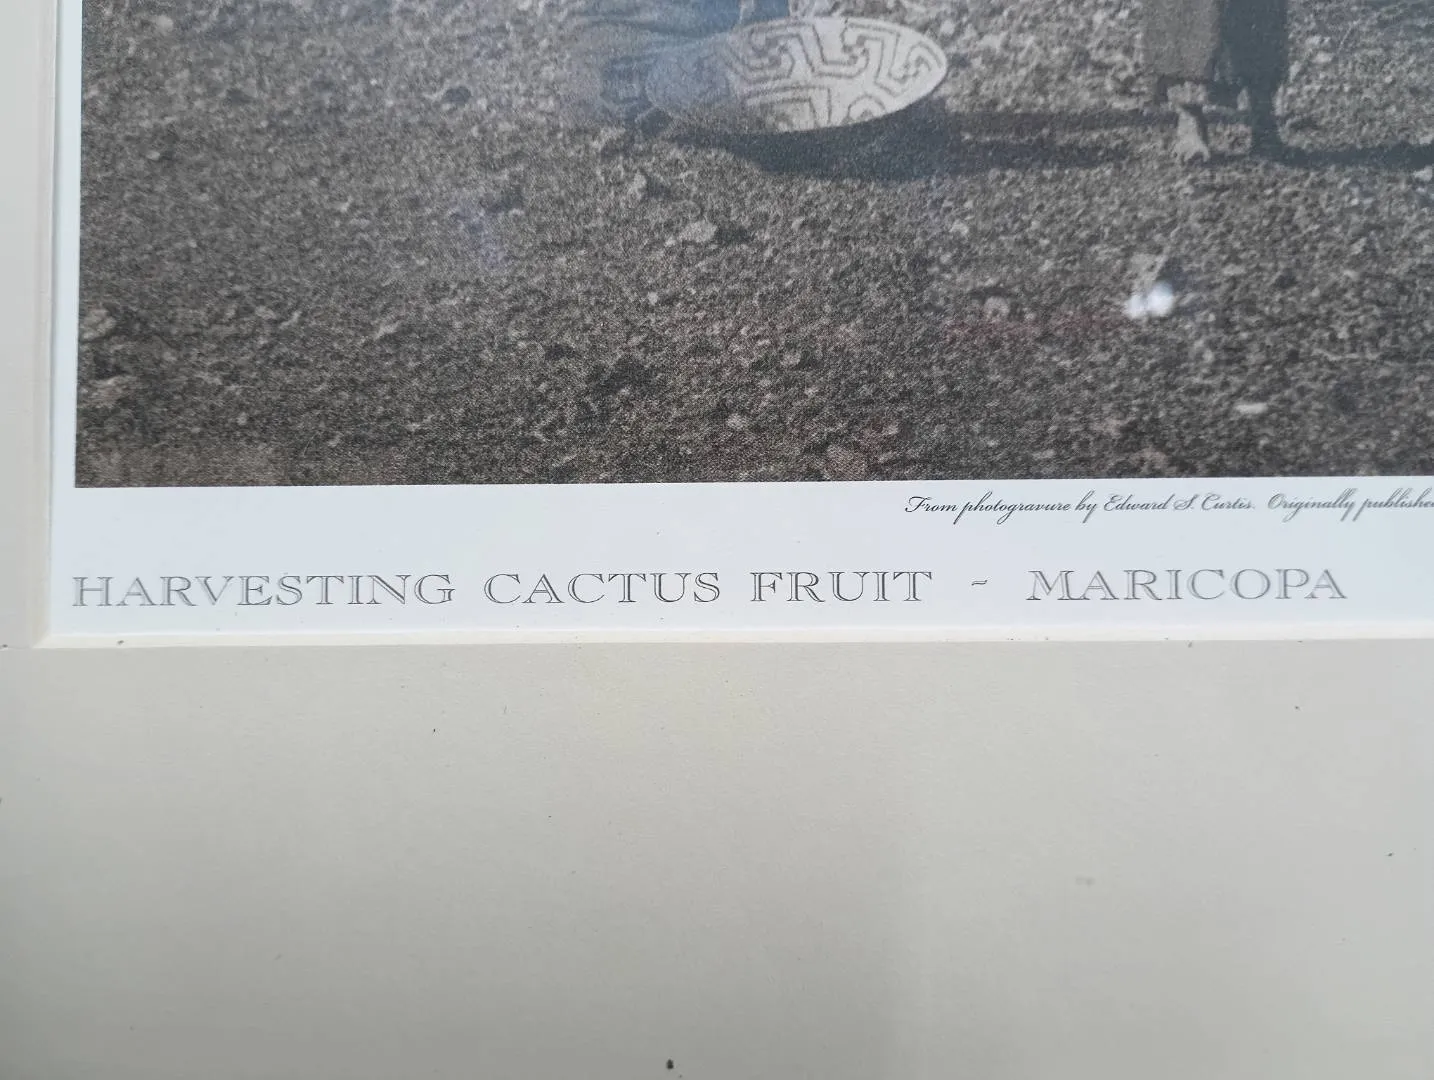 From photogravure by Edward S. Curtis. Originally
HARVESTING CACTUS FRUIT - MARICOPA